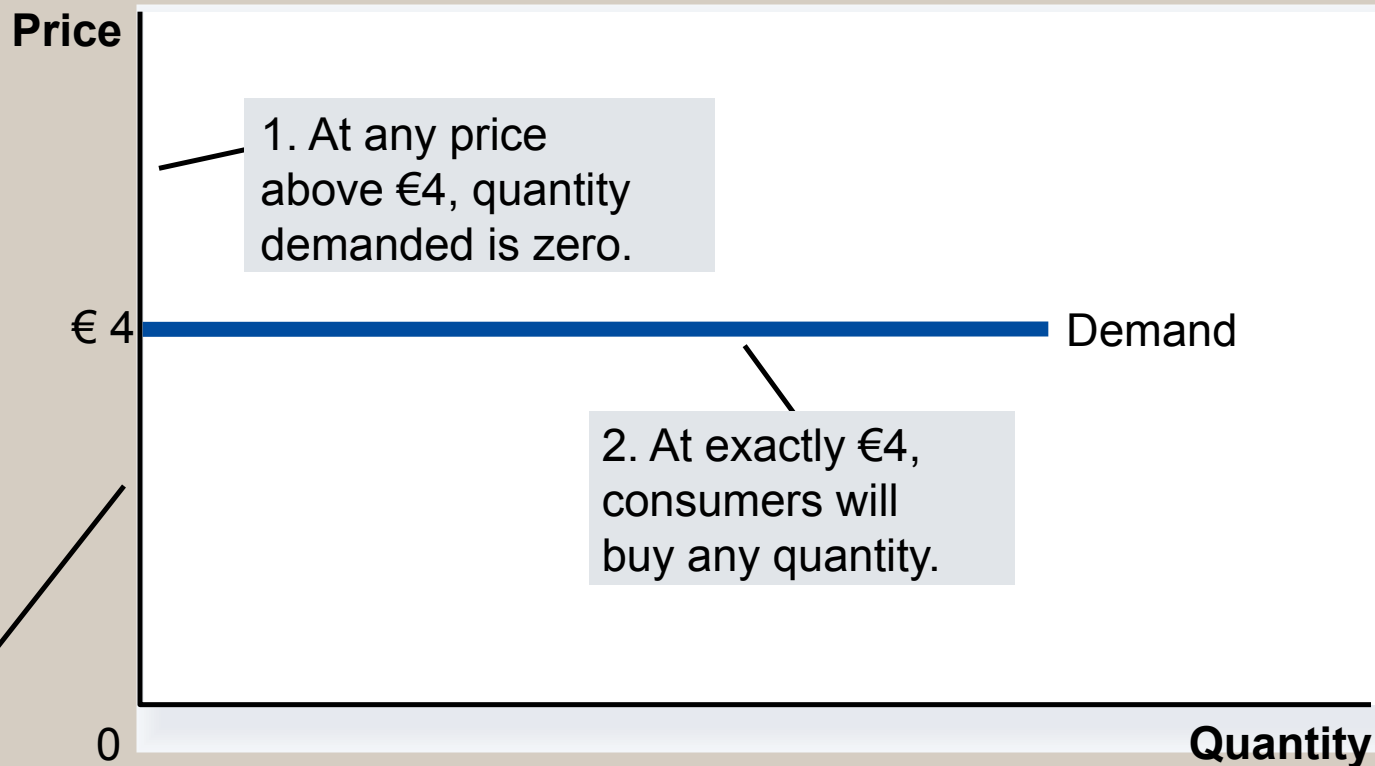 Price
1. At any price
above €4, quantity
demanded is zero.
€ 4
Demand
2. At exactly €4,
consumers will
buy any quantity.
0
Quantity